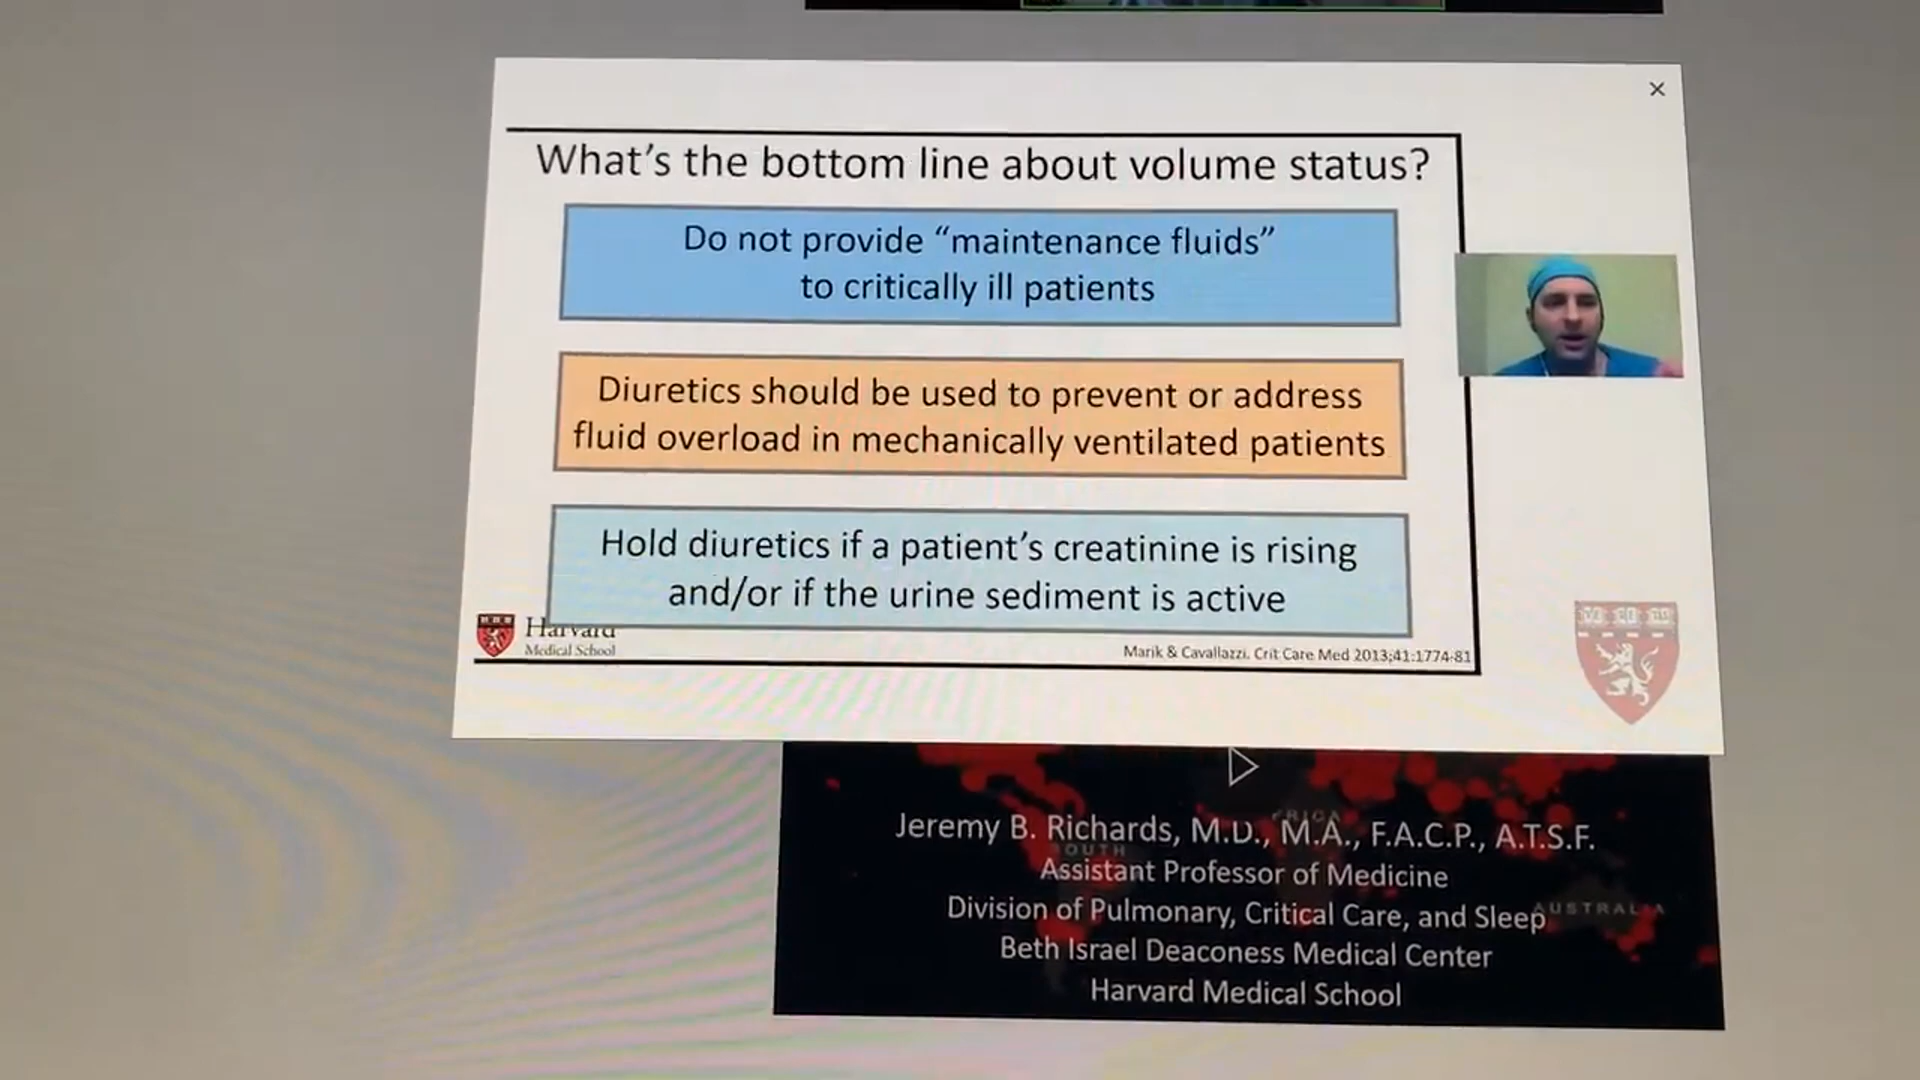 What's the bottom line about volume status?
Do not provide “maintenance fluids”
to critically ill patients
Diuretics should be used to prevent or address
fluid overload in mechanically ventilated patients
Hold diuretics if a patient's creatinine is rising
and/or if the urine sediment is active
Harvard
Medical School
Marik & Cavallazzi. Crit Care Med 2013;41:1774-81
Jeremy B. Richards, M.D., M.A., F.A.C.P., A.T.S.F.
SOUTH
Assistant Professor of Medicine
Division of Pulmonary, Critical Care, and Sleep
AUSTRALIA
Beth Israel Deaconess Medical Center
Harvard Medical School